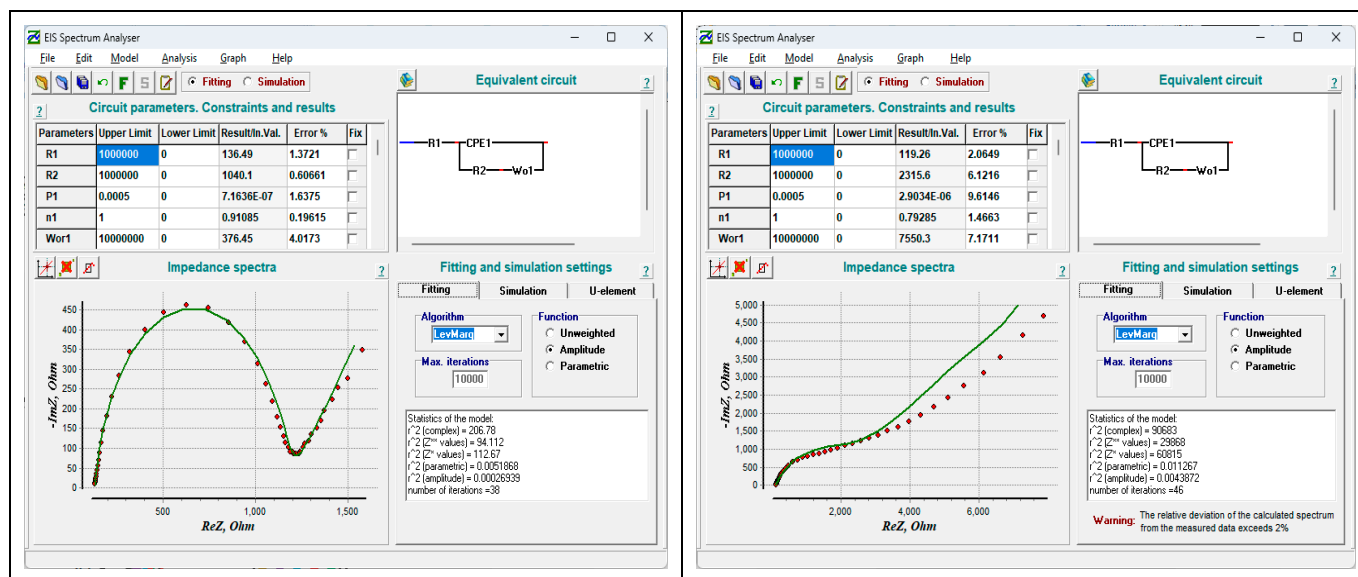 EIS Spectrum Analyser
File Edit Model Analysis Graph Help
F S Fitting Simulation
Equivalent circuit ?
? Circuit parameters. Constraints and results
Parameters Upper Limit Lower Limit Result/In.Val. Error % Fix
R1 1000000 0 136.49 1.3721
R2 1000000 0 1040.1 0.60661
P1 0.0005 0 7.1636E-07 1.6375
n1 1 0 0.91085 0.19615
Wor1 10000000 0 376.45 4.0173
R1 CPE1
R2 Wo1
Impedance spectra ?
450
400
350
300
250
200
150
100
50
0
-ImZ, Ohm
500 1,000 1,500
ReZ, Ohm
Fitting and simulation settings ?
Fitting Simulation U-element
Algorithm
LevMarq
Max. iterations
10000
Function
Unweighted
Amplitude
Parametric
Statistics of the model:
r^2 (complex) = 206.78
r^2 (Z'' values) = 94.112
r^2 (Z' values) = 112.67
r^2 (parametric) = 0.0051868
r^2 (amplitude) = 0.00026939
number of iterations =38
EIS Spectrum Analyser
File Edit Model Analysis Graph Help
F S Fitting Simulation
Equivalent circuit ?
? Circuit parameters. Constraints and results
Parameters Upper Limit Lower Limit Result/In.Val. Error % Fix
R1 1000000 0 119.26 2.0649
R2 1000000 0 2315.6 6.1216
P1 0.0005 0 2.9034E-06 9.6146
n1 1 0 0.79285 1.4663
Wor1 10000000 0 7550.3 7.1711
R1 CPE1
R2 Wo1
Impedance spectra ?
5,000
4,500
4,000
3,500
3,000
2,500
2,000
1,500
1,000
500
0
-ImZ, Ohm
2,000 4,000 6,000
ReZ, Ohm
Fitting and simulation settings ?
Fitting Simulation U-element
Algorithm
LevMarq
Max. iterations
10000
Function
Unweighted
Amplitude
Parametric
Statistics of the model:
r^2 (complex) = 90683
r^2 (Z'' values) = 29868
r^2 (Z' values) = 60815
r^2 (parametric) = 0.011267
r^2 (amplitude) = 0.0043872
number of iterations =46
Warning: The relative deviation of the calculated spectrum
from the measured data exceeds 2%